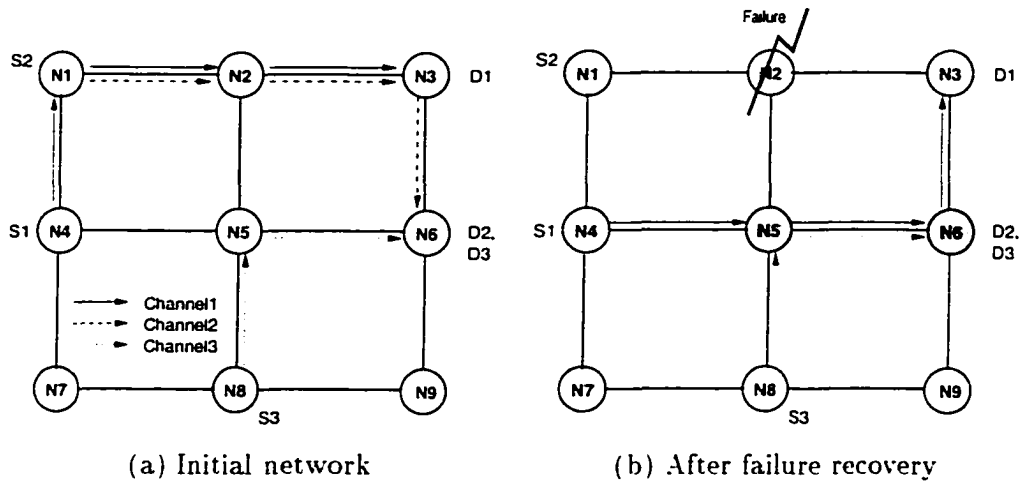 Failure
S2 N1 N2 N3 D1
S2 N1 N2 N3 D1
S1 N4 N5 N6 D2,
D3
S1 N4 N5 N6 D2,
D3
Channel1
Channel2
Channel3
N7 N8 N9
S3
N7 N8 N9
S3
(a) Initial network
(b) After failure recovery